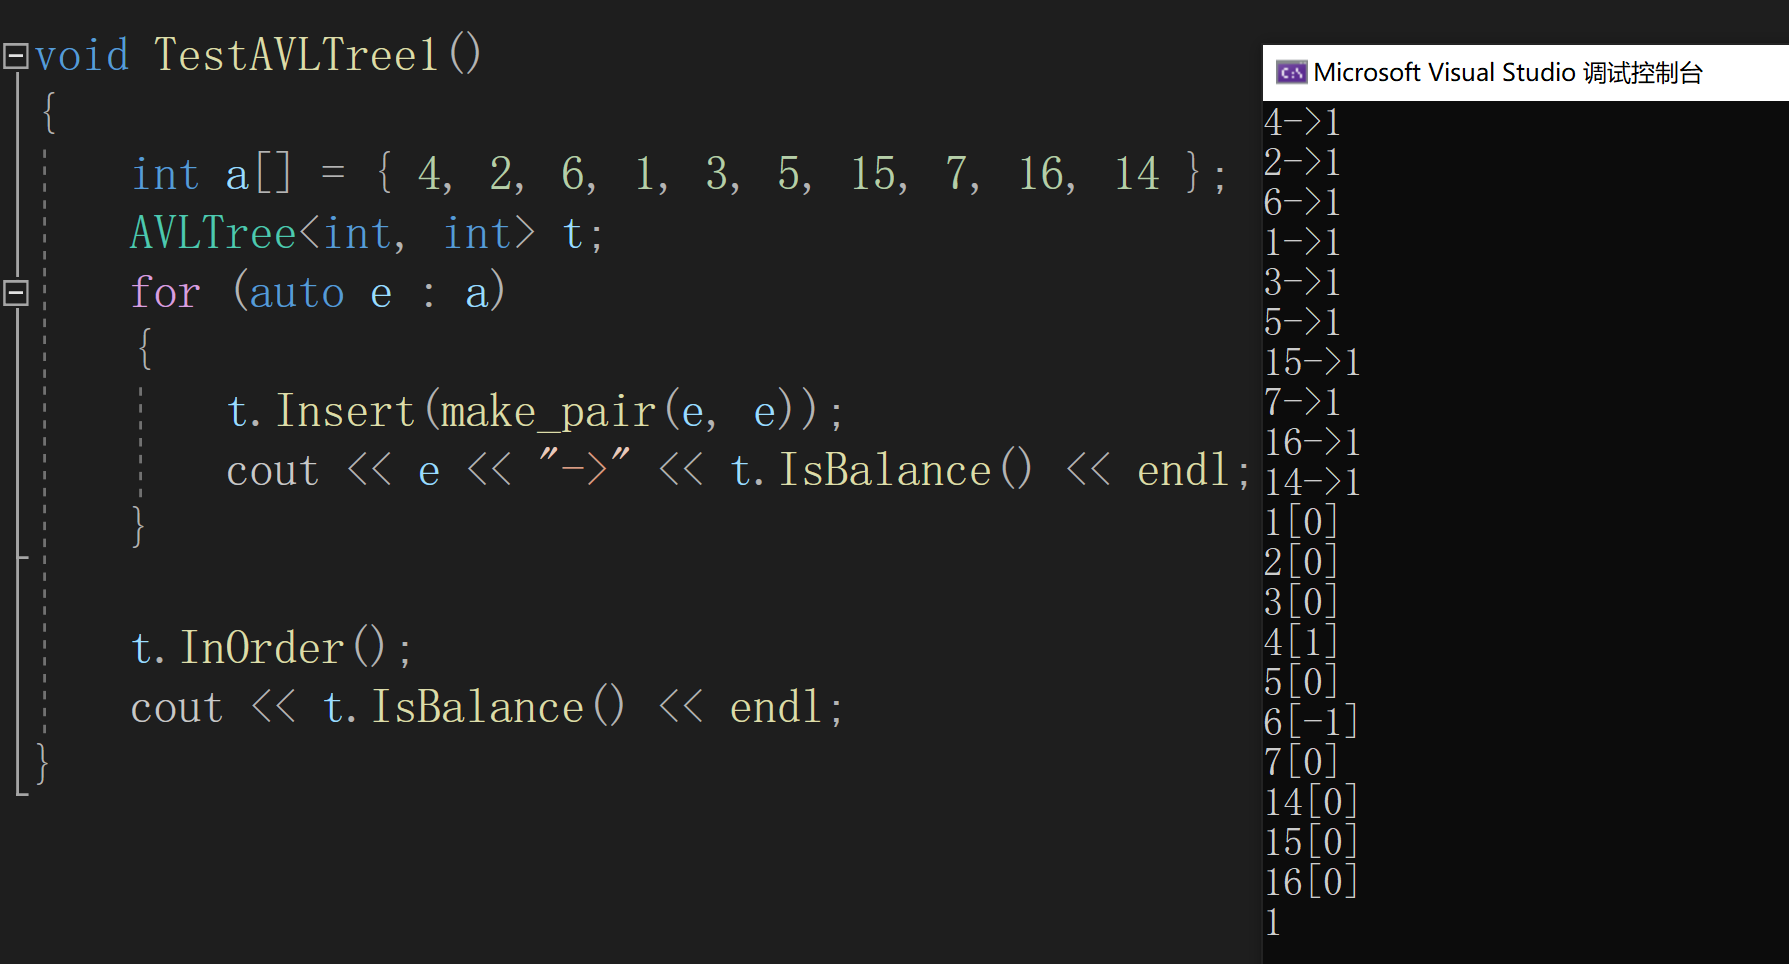 void TestAVLTree1()
{
int a[] = { 4, 2, 6, 1, 3, 5, 15, 7, 16, 14 };
AVLTree<int, int> t;
for (auto e : a)
{
t.Insert(make_pair(e, e));
cout << e << "->" << t.IsBalance() << endl;
}
t.InOrder();
cout << t.IsBalance() << endl;
}
Microsoft Visual Studio 调试控制台
4->1
2->1
6->1
1->1
3->1
5->1
15->1
7->1
16->1
14->1
1[0]
2[0]
3[0]
4[1]
5[0]
6[-1]
7[0]
14[0]
15[0]
16[0]
1